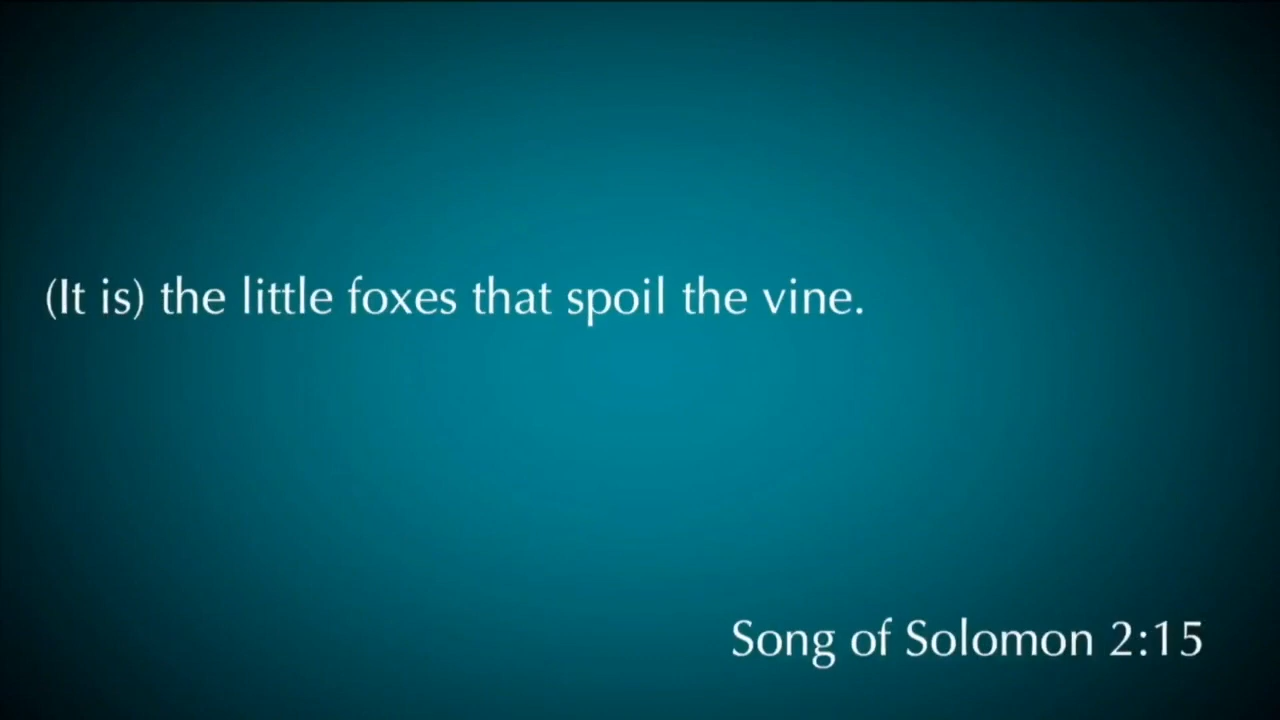 (It is) the little foxes that spoil the vine.
Song of Solomon 2:15